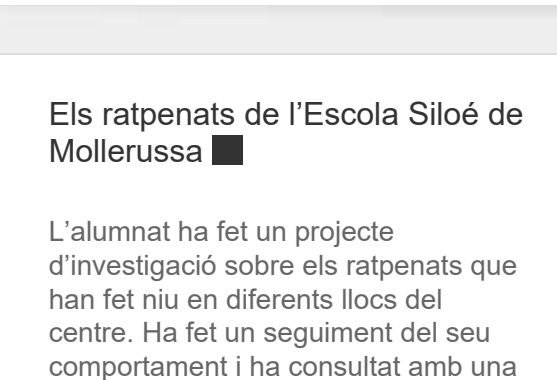 Els ratpenats de l’Escola Siloé de
Mollerussa
L’alumnat ha fet un projecte
d’investigació sobre els ratpenats que
han fet niu en diferents llocs del
centre. Ha fet un seguiment del seu
comportament i ha consultat amb una